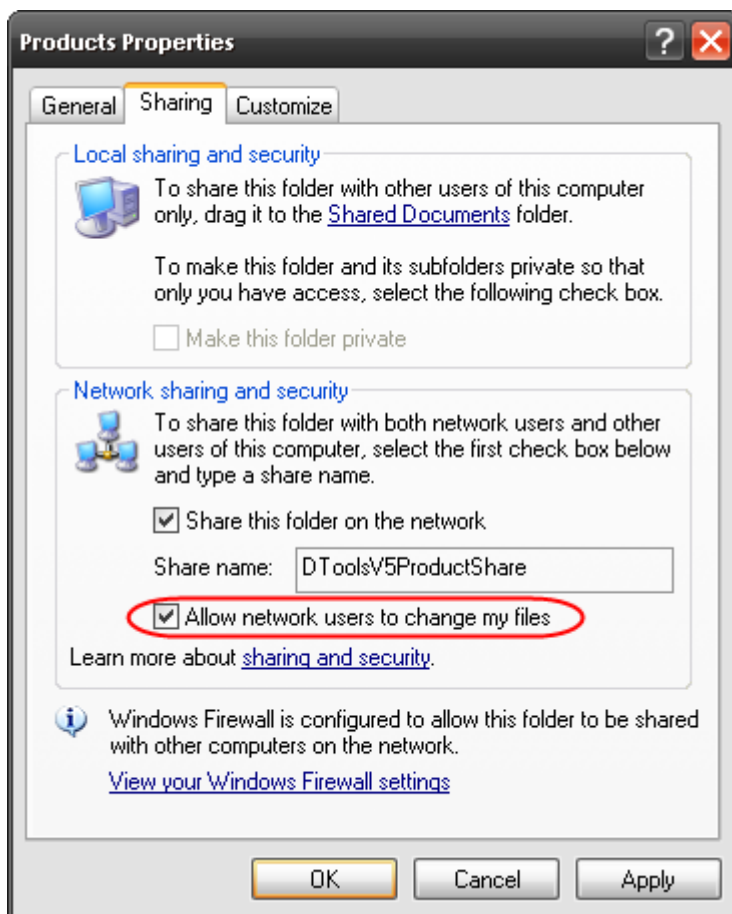 Products Properties
General Sharing Customize
Local sharing and security
To share this folder with other users of this computer
only, drag it to the Shared Documents folder.
To make this folder and its subfolders private so that
only you have access, select the following check box.
Make this folder private
Network sharing and security
To share this folder with both network users and other
users of this computer, select the first check box below
and type a share name.
Share this folder on the network
Share name: DToolsV5ProductShare
Allow network users to change my files
Learn more about sharing and security.
Windows Firewall is configured to allow this folder to be shared
with other computers on the network.
View your Windows Firewall settings
OK Cancel Apply